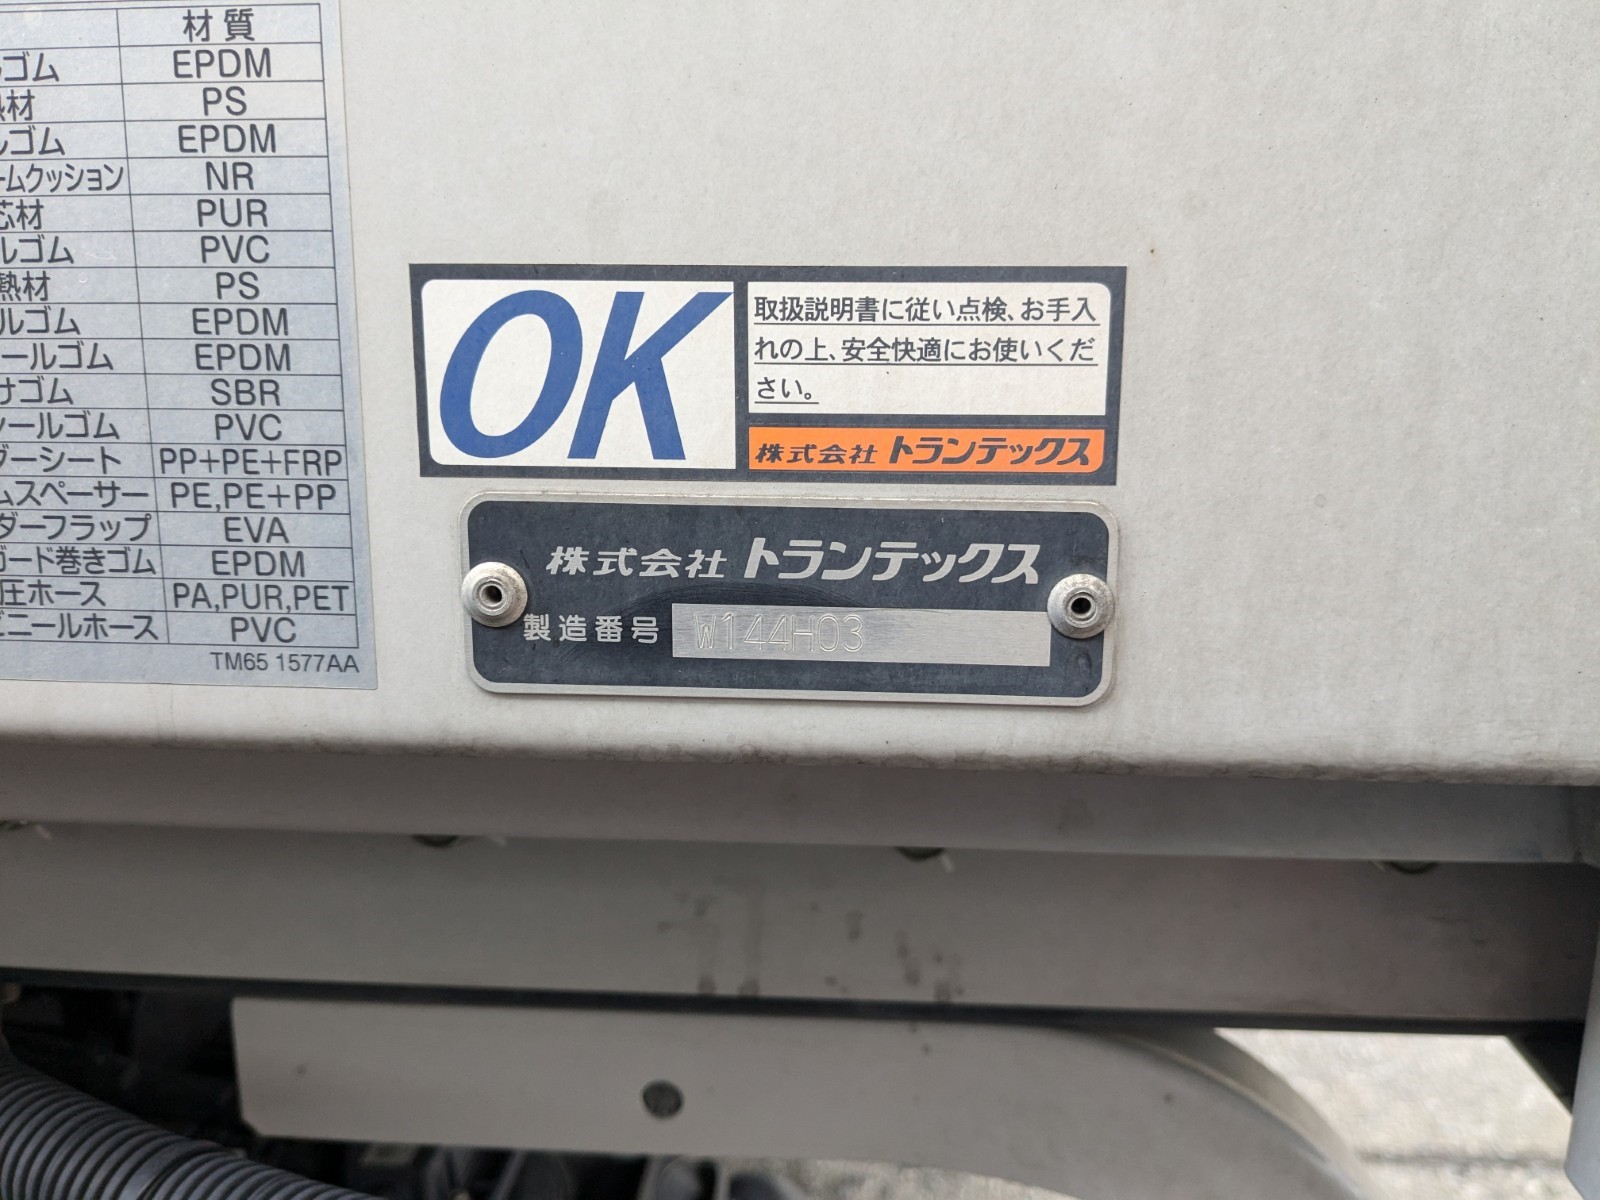 材質
ゴム EPDM
材 PS
ルゴム EPDM
ームクッション NR
芯材 PUR
ルゴム PVC
熱材 PS
ルゴム EPDM
ールゴム EPDM
ゴム SBR
シールゴム PVC
ダーシート PP+PE+FRP
ムスペーサー PE,PE+PP
ダーフラップ EVA
ガード巻きゴム EPDM
圧ホース PA,PUR,PET
ビニールホース PVC
TM65 1577AA
OK
取扱説明書に従い点検、お手入
れの上、安全快適にお使いくだ
さい。
株式会社 トランテックス
株式会社 トランテックス
製造番号 W144H03